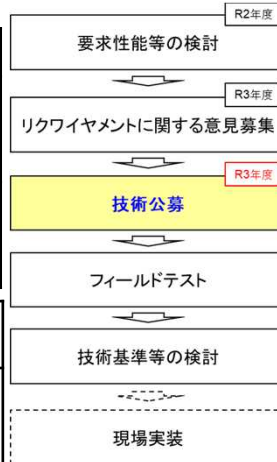 R2年度
要求性能等の検討
R3年度
リクワイヤメントに関する意見募集
R3年度
技術公募
フィールドテスト
技術基準等の検討
現場実装